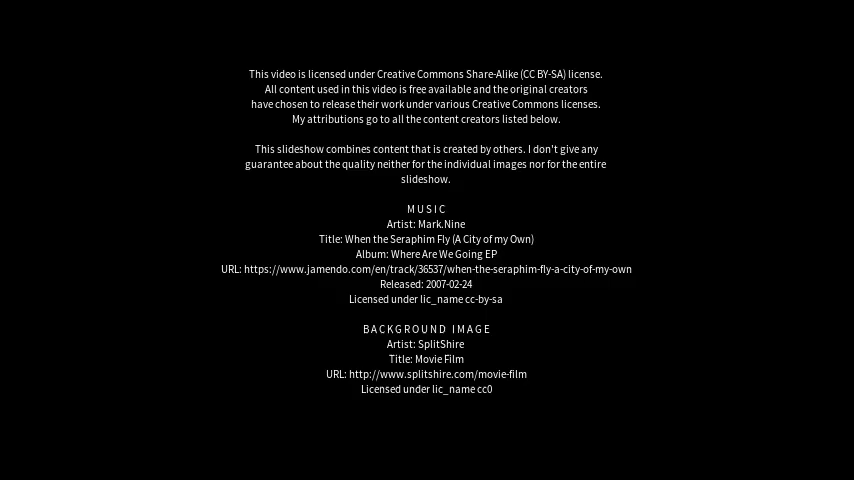 This video is licensed under Creative Commons Share-Alike (CC BY-SA) license.
All content used in this video is free available and the original creators
have chosen to release their work under various Creative Commons licenses.
My attributions go to all the content creators listed below.
This slideshow combines content that is created by others. I don't give any
guarantee about the quality neither for the individual images nor for the entire
slideshow.
MUSIC
Artist: Mark.Nine
Title: When the Seraphim Fly (A City of my Own)
Album: Where Are We Going EP
URL: https://www.jamendo.com/en/track/36537/when-the-seraphim-fly-a-city-of-my-own
Released: 2007-02-24
Licensed under lic_name cc-by-sa
BACKGROUND IMAGE
Artist: SplitShire
Title: Movie Film
URL: http://www.splitshire.com/movie-film
Licensed under lic_name cc0